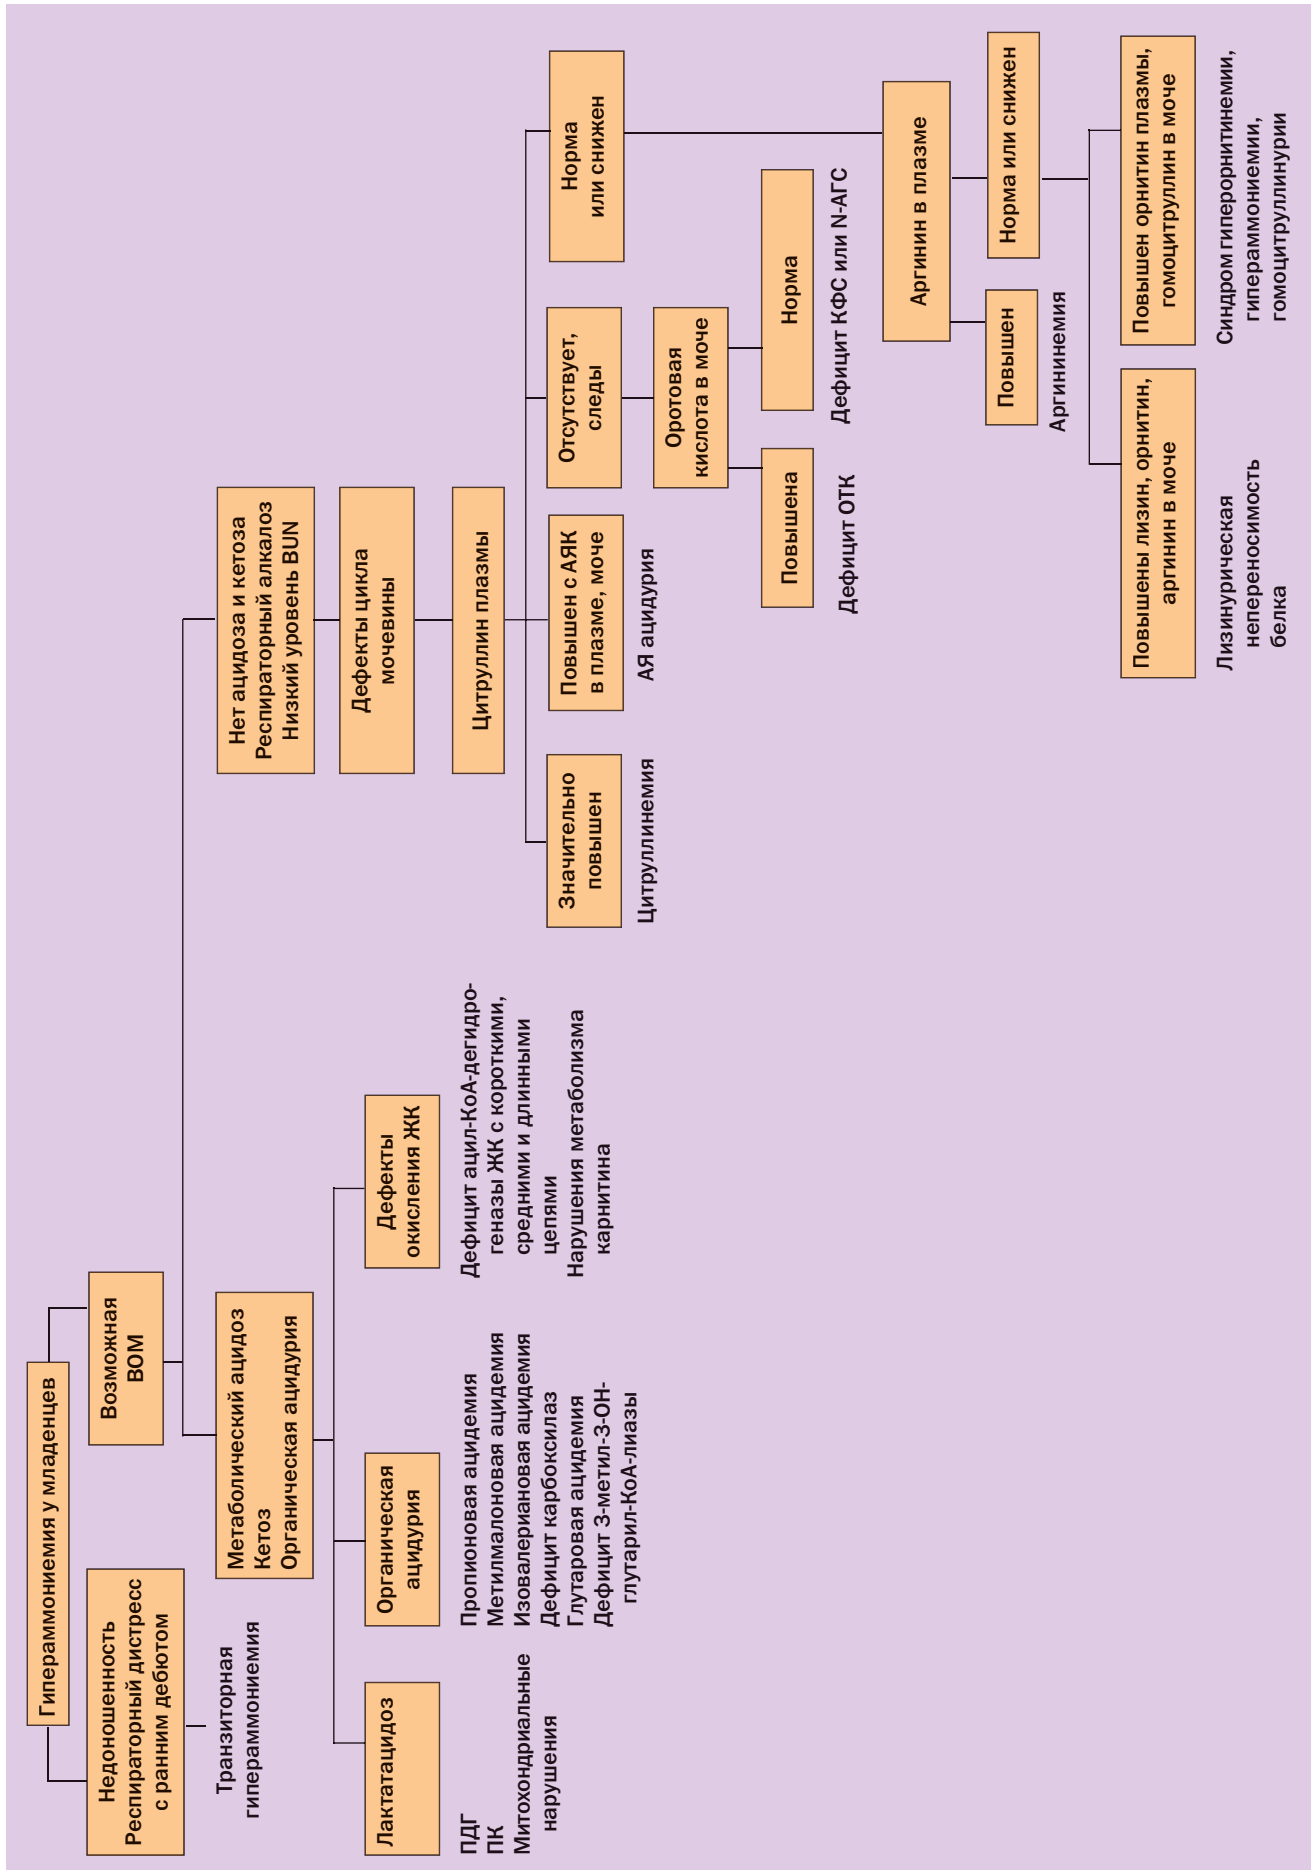 Гипераммониемия у младенцев
Недоношенность
Респираторный дистресс
с ранним дебютом
Транзиторная
гипераммониемия
Возможная
ВОМ
Метаболический ацидоз
Кетоз
Органическая ацидурия
Лактатацидоз
ПДГ
ПК
Митохондриальные
нарушения
Органическая
ацидурия
Пропионовая ацидемия
Метилмалоновая ацидемия
Изовалериановая ацидемия
Дефицит карбоксилаз
Глутаровая ацидемия
Дефицит 3-метил-3-ОН-
глутарил-КоА-лиазы
Дефекты
окисления ЖК
Дефицит ацил-КоА-дегидро-
геназы ЖК с короткими,
средними и длинными
цепями
Нарушения метаболизма
карнитина
Нет ацидоза и кетоза
Респираторный алкалоз
Низкий уровень BUN
Дефекты цикла
мочевины
Цитруллин плазмы
Значительно
повышен
Цитруллинемия
Повышен с АЯК
в плазме, моче
АЯ ацидурия
Отсутствует,
следы
Оротовая
кислота в моче
Повышена
Дефицит ОТК
Норма
Дефицит КФС или N-АГС
Норма
или снижен
Аргинин в плазме
Повышен
Аргининемия
Норма или снижен
Повышены лизин, орнитин,
аргинин в моче
Лизинурическая
непереносимость
белка
Повышен орнитин плазмы,
гомоцитруллин в моче
Синдром гиперорнитинемии,
гипераммониемии,
гомоцитруллинурии